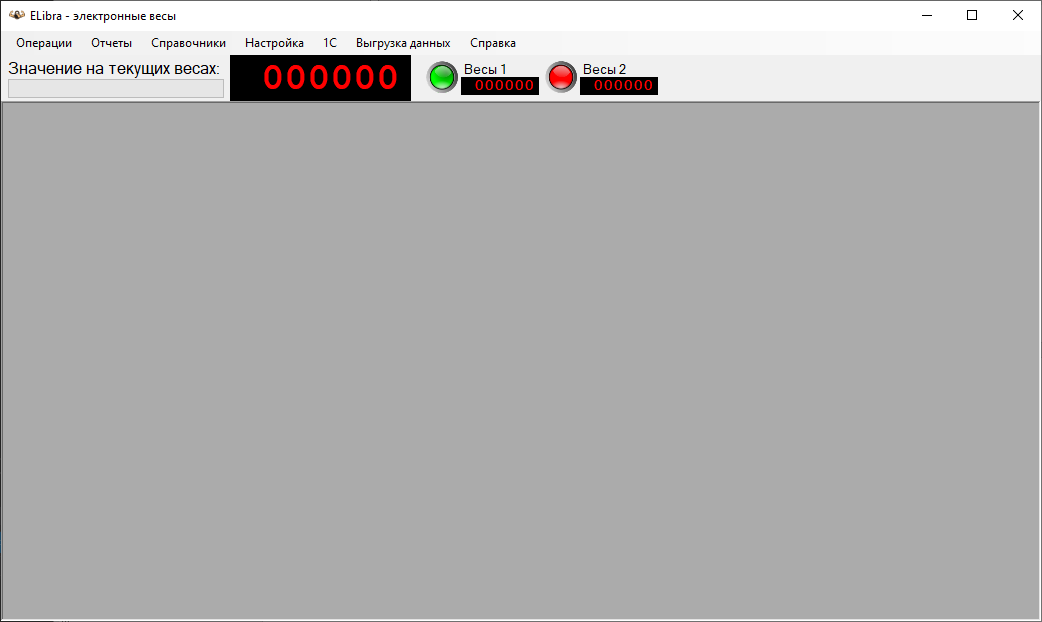 ELibra - электронные весы
Операции Отчеты Справочники Настройка 1С Выгрузка данных Справка
Значение на текущих весах:
000000
Весы 1
000000
Весы 2
000000